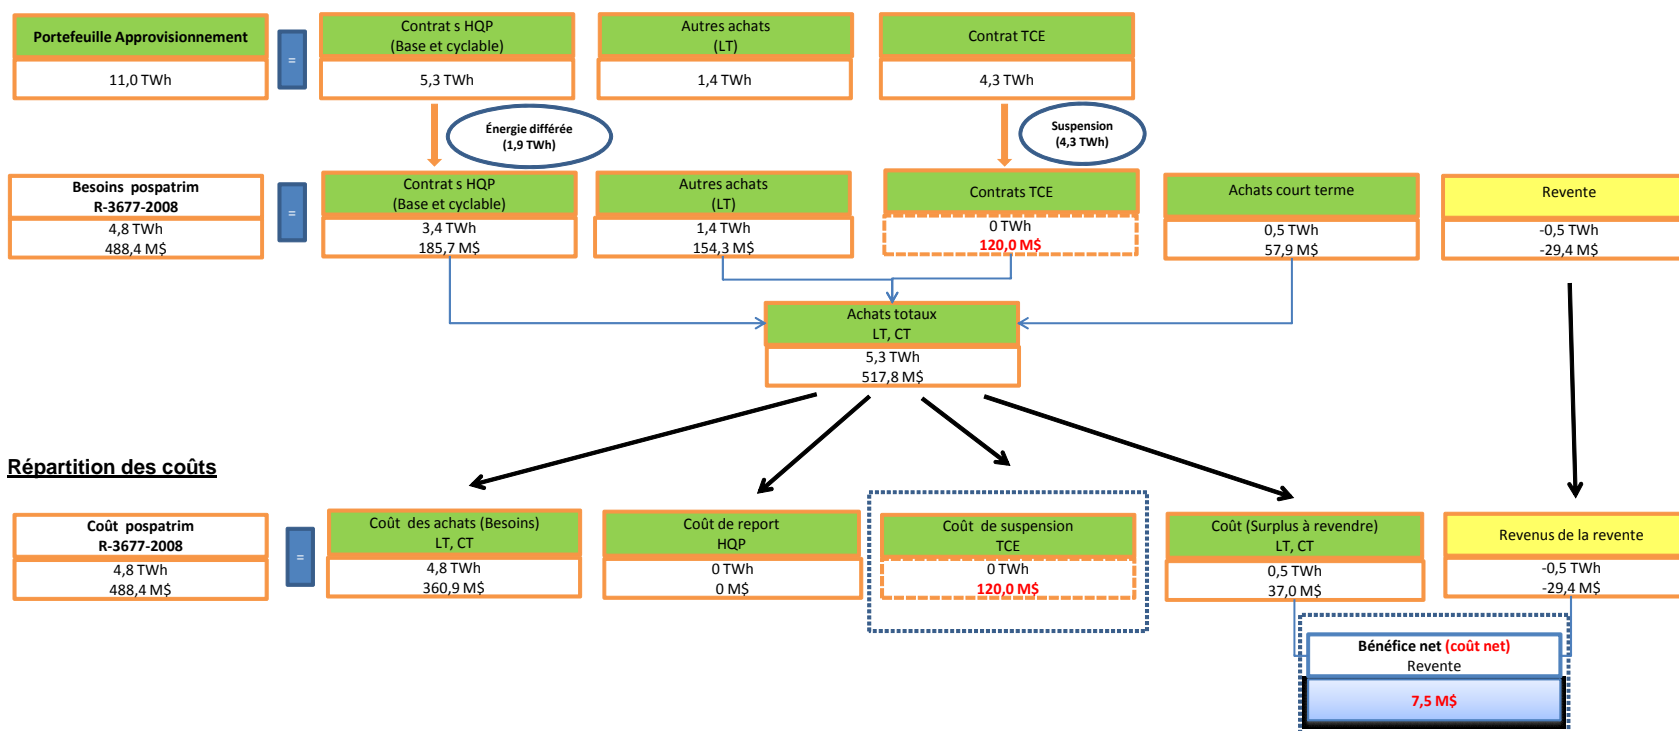 Portefeuille Approvisionnement
11,0 TWh
=
Contrat s HQP
(Base et cyclable)
5,3 TWh
Autres achats
(LT)
1,4 TWh
Contrat TCE
4,3 TWh
Énergie différée
(1,9 TWh)
Suspension
(4,3 TWh)
Besoins pospatrim
R-3677-2008
4,8 TWh
488,4 M$
=
Contrat s HQP
(Base et cyclable)
3,4 TWh
185,7 M$
Autres achats
(LT)
1,4 TWh
154,3 M$
Contrats TCE
0 TWh
120,0 M$
Achats court terme
0,5 TWh
57,9 M$
Revente
-0,5 TWh
-29,4 M$
Achats totaux
LT, CT
5,3 TWh
517,8 M$
Répartition des coûts
Coût pospatrim
R-3677-2008
4,8 TWh
488,4 M$
=
Coût des achats (Besoins)
LT, CT
4,8 TWh
360,9 M$
Coût de report
HQP
0 TWh
0 M$
Coût de suspension
TCE
0 TWh
120,0 M$
Coût (Surplus à revendre)
LT, CT
0,5 TWh
37,0 M$
Revenus de la revente
-0,5 TWh
-29,4 M$
Bénéfice net (coût net)
Revente
7,5 M$